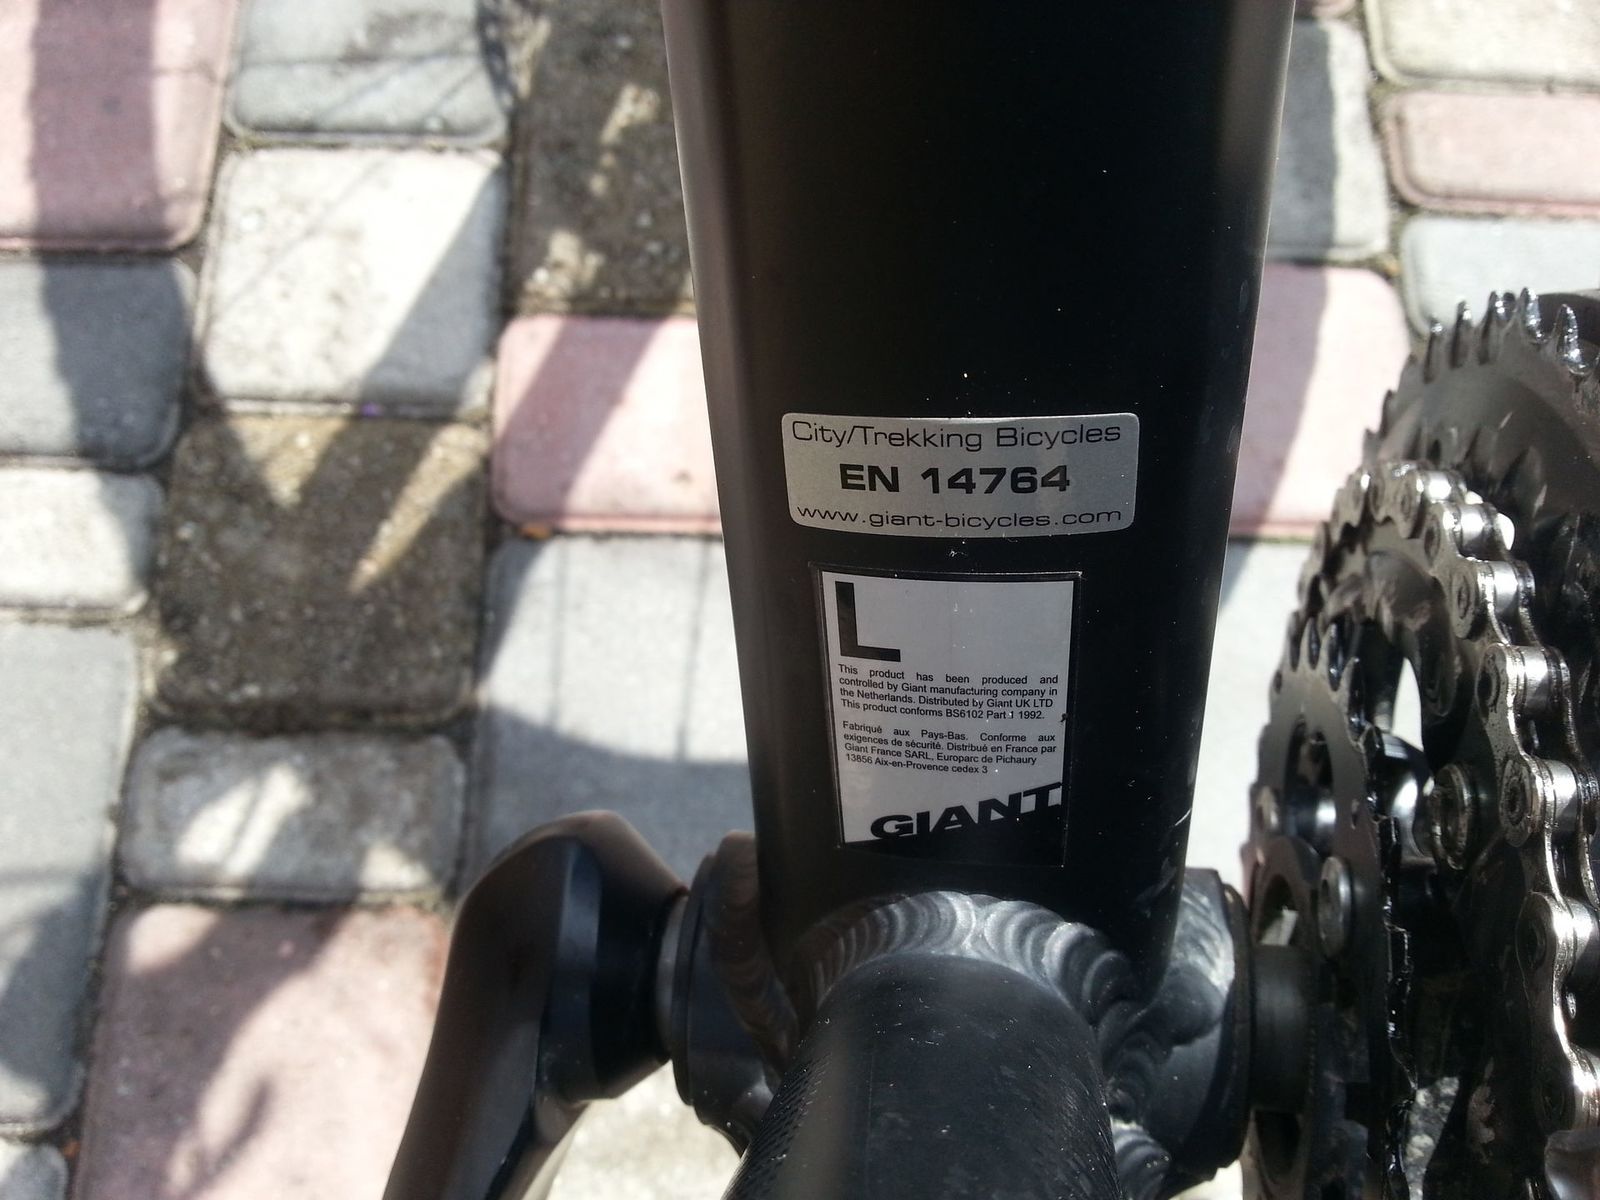 City/Trekking Bicycles
EN 14764
www.giant-bicycles.com
L
This product has been produced and
controlled by Giant manufacturing company in
the Netherlands. Distributed by Giant UK LTD
This product conforms BS6102 Part 1 1992.
Fabriqué aux Pays-Bas. Conforme aux
exigences de sécurité. Distribué en France par
Giant France SARL, Europarc de Pichaury
13856 Aix-en-Provence cedex 3
GIANT